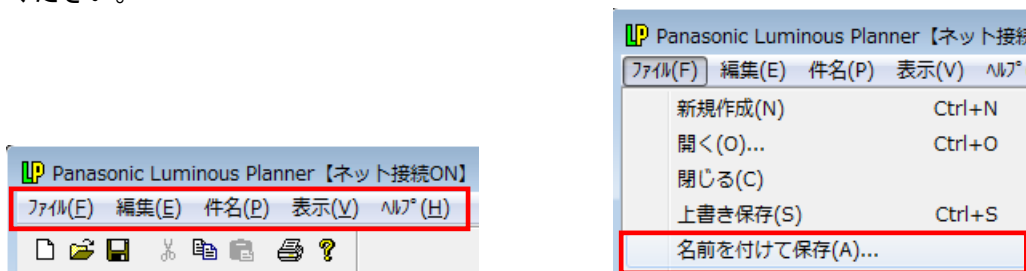 ださい。
Panasonic Luminous Planner【ネット接続ON】
ﾌｧｲﾙ(F) 編集(E) 件名(P) 表示(V) ﾍﾙﾌﾟ(H)
Panasonic Luminous Planner【ネット接続
ﾌｧｲﾙ(F) 編集(E) 件名(P) 表示(V) ﾍﾙﾌﾟ
新規作成(N) Ctrl+N
開く(O)... Ctrl+O
閉じる(C)
上書き保存(S) Ctrl+S
名前を付けて保存(A)...